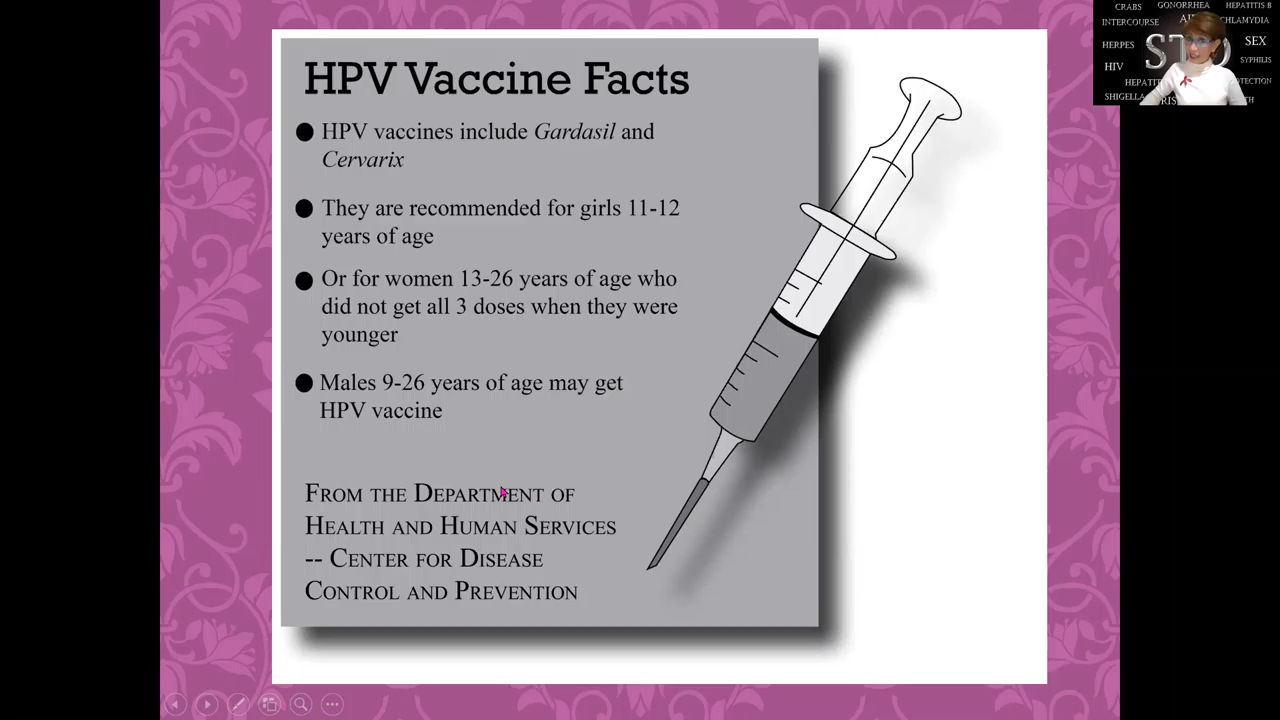 HPV Vaccine Facts
● HPV vaccines include Gardasil and
Cervarix
● They are recommended for girls 11-12
years of age
● Or for women 13-26 years of age who
did not get all 3 doses when they were
younger
● Males 9-26 years of age may get
HPV vaccine
FROM THE DEPARTMENT OF
HEALTH AND HUMAN SERVICES
-- CENTER FOR DISEASE
CONTROL AND PREVENTION
CRABS GONORRHEA HEPATITIS B
INTERCOURSE CHLAMYDIA
HERPES SEX
HIV SYPHILIS
SHIGELLA